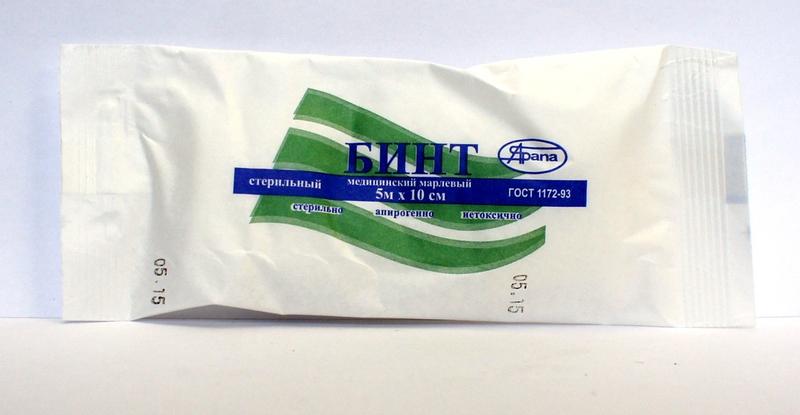 БИНТ
Арапа
стерильный
медицинский марлевый
5м х 10 см
ГОСТ 1172-93
стерильно апирогенно нетоксично
05.15
05.15